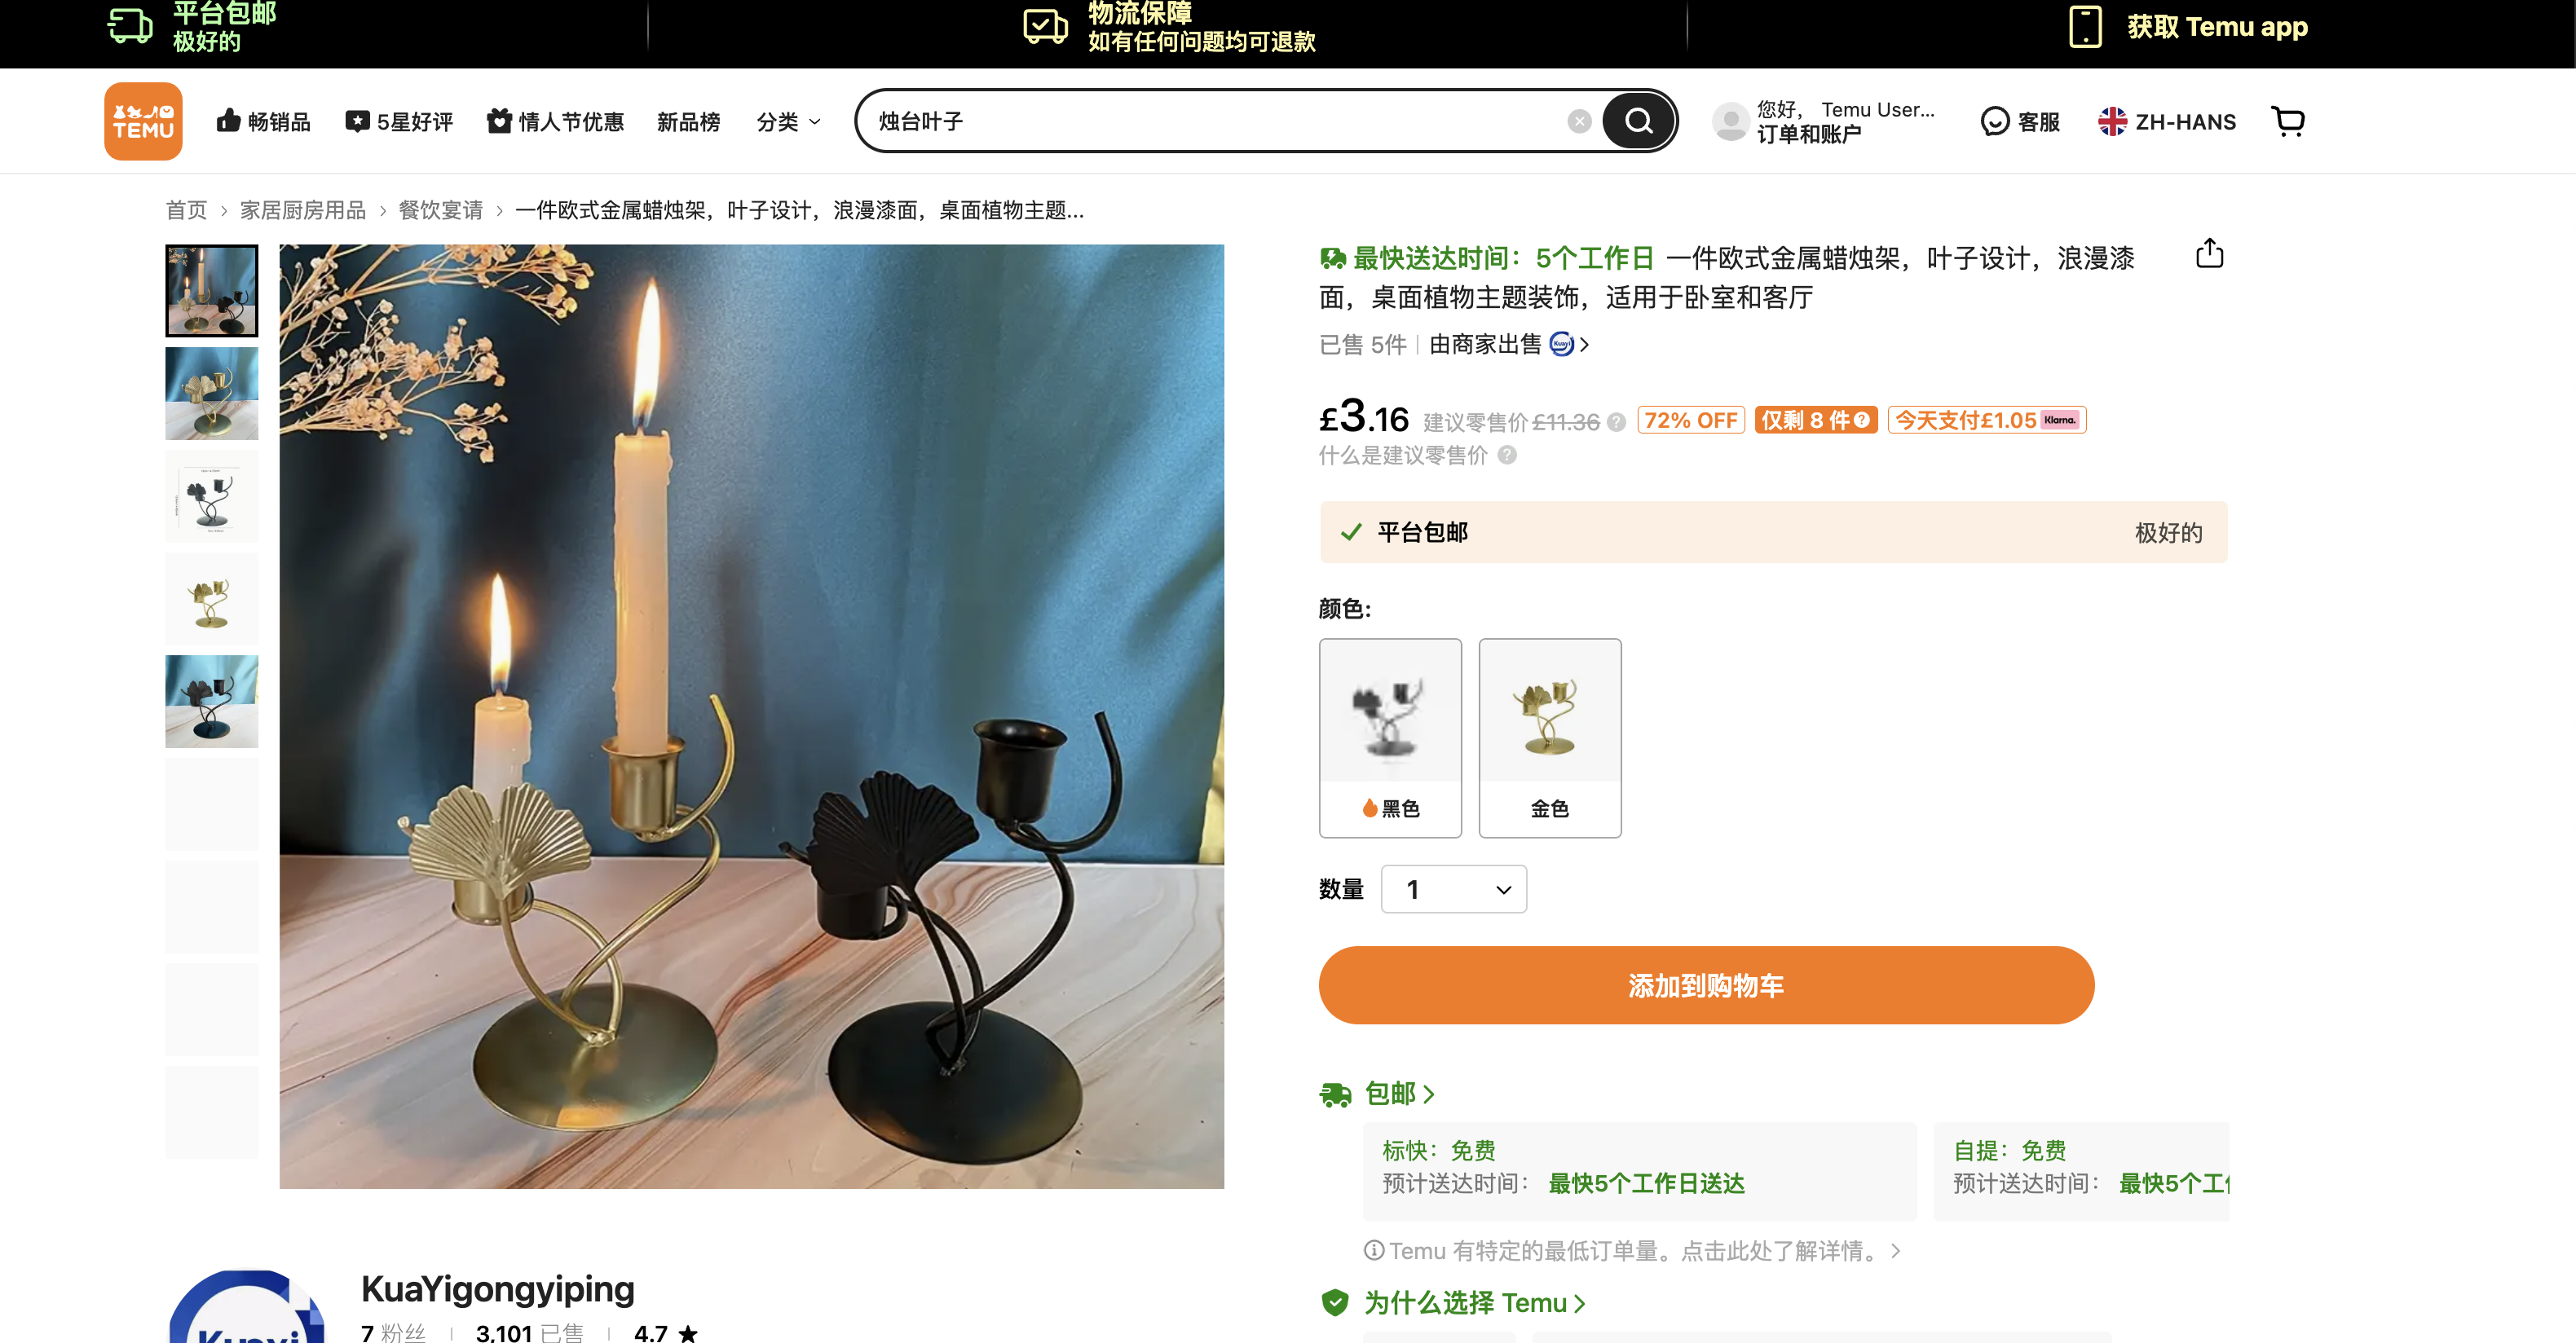 平台包邮
极好的
物流保障
如有任何问题均可退款
获取 Temu app
TEMU
畅销品
5星好评
情人节优惠
新品榜
分类
烛台叶子
您好， Temu User...
订单和账户
客服
ZH-HANS
首页 › 家居厨房用品 › 餐饮宴请 › 一件欧式金属蜡烛架，叶子设计，浪漫漆面，桌面植物主题...
最快送达时间：5个工作日 一件欧式金属蜡烛架，叶子设计，浪漫漆
面，桌面植物主题装饰，适用于卧室和客厅
已售 5件 由商家出售 Kuayi
£3.16 建议零售价 £11.36 72% OFF 仅剩 8 件 今天支付£1.05 Klarna.
什么是建议零售价
平台包邮
极好的
颜色:
黑色
金色
数量 1
添加到购物车
包邮
标快：免费
预计送达时间： 最快5个工作日送达
自提：免费
预计送达时间： 最快5个工
Temu 有特定的最低订单量。点击此处了解详情。
为什么选择 Temu
Kuayi
KuaYigongyiping
7 粉丝 3,101 已售 4.7 ★